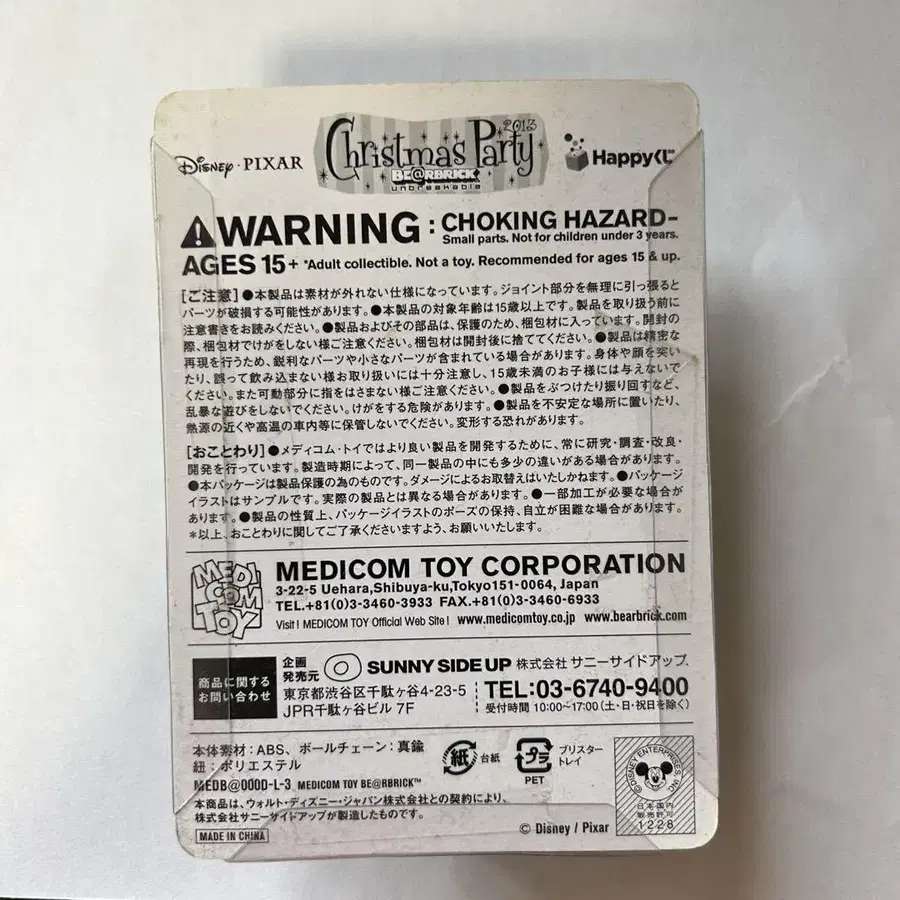 Disney · PIXAR
Christmas Party 2013
BE@RBRICK
unbreakable
Happyくじ
WARNING : CHOKING HAZARD–
Small parts. Not for children under 3 years.
AGES 15+ *Adult collectible. Not a toy. Recommended for ages 15 & up.
[ご注意] ●本製品は素材が外れない仕様になっています。ジョイント部分を無理に引っ張ると
パーツが破損する可能性があります。●本製品の対象年齢は15歳以上です。製品を取り扱う前に
注意書きをお読みください。●製品およびその部品は、保護のため、梱包材に入っています。開封の
際、梱包材でけがをしない様ご注意ください。梱包材は開封後に捨ててください。●製品は精密な
再現を行うため、鋭利なパーツや小さなパーツが含まれている場合があります。身体や顔を突い
たり、誤って飲み込まない様お取り扱いには十分注意し、15歳未満のお子様には与えないで
ください。また可動部分に指をはさまない様ご注意ください。●製品をぶつけたり振り回すなど、
乱暴な遊びをしないでください。けがをする危険があります。●製品を不安定な場所に置いたり、
熱源の近くや高温の車内等に保管しないでください。変形する恐れがあります。
[おことわり] ●メディコム・トイではより良い製品を開発するために、常に研究・調査・改良・
開発を行っています。製造時期によって、同一製品の中にも多少の違いがある場合があります。
●本パッケージは製品保護の為のものです。ダメージによるお取替えはいたしかねます。●パッケージ
イラストはサンプルです。実際の製品とは異なる場合があります。●一部加工が必要な場合が
あります。●製品の性質上、パッケージイラストのポーズの保持、自立が困難な場合があります。
*以上、おことわりに関してご了承くださいますよう、お願いいたします。
MEDI
COM
TOY
MEDICOM TOY CORPORATION
3-22-5 Uehara,Shibuya-ku,Tokyo151-0064, Japan
TEL.+81(0)3-3460-3933 FAX.+81(0)3-3460-6933
Visit ! MEDICOM TOY Official Web Site ! www.medicomtoy.co.jp www.bearbrick.com
商品に関する
お問い合わせ
企画
発売元
SUNNY SIDE UP 株式会社 サニーサイドアップ.
東京都渋谷区千駄ヶ谷4-23-5
JPR千駄ヶ谷ビル 7F
TEL:03-6740-9400
受付時間 10:00~17:00 (土・日・祝日を除く)
本体素材：ABS、ボールチェーン：真鍮
紐：ポリエステル
MEDB@000D-L-3 MEDICOM TOY BE@RBRICK™
本商品は、ウォルト・ディズニー・ジャパン株式会社との契約により、
株式会社サニーサイドアップが製造したものです。
MADE IN CHINA
紙 台紙
プラ
PET
ブリスター
トレイ
© Disney / Pixar
© DISNEY ENTERPRISES, INC.
日本国内
販売許可
1228